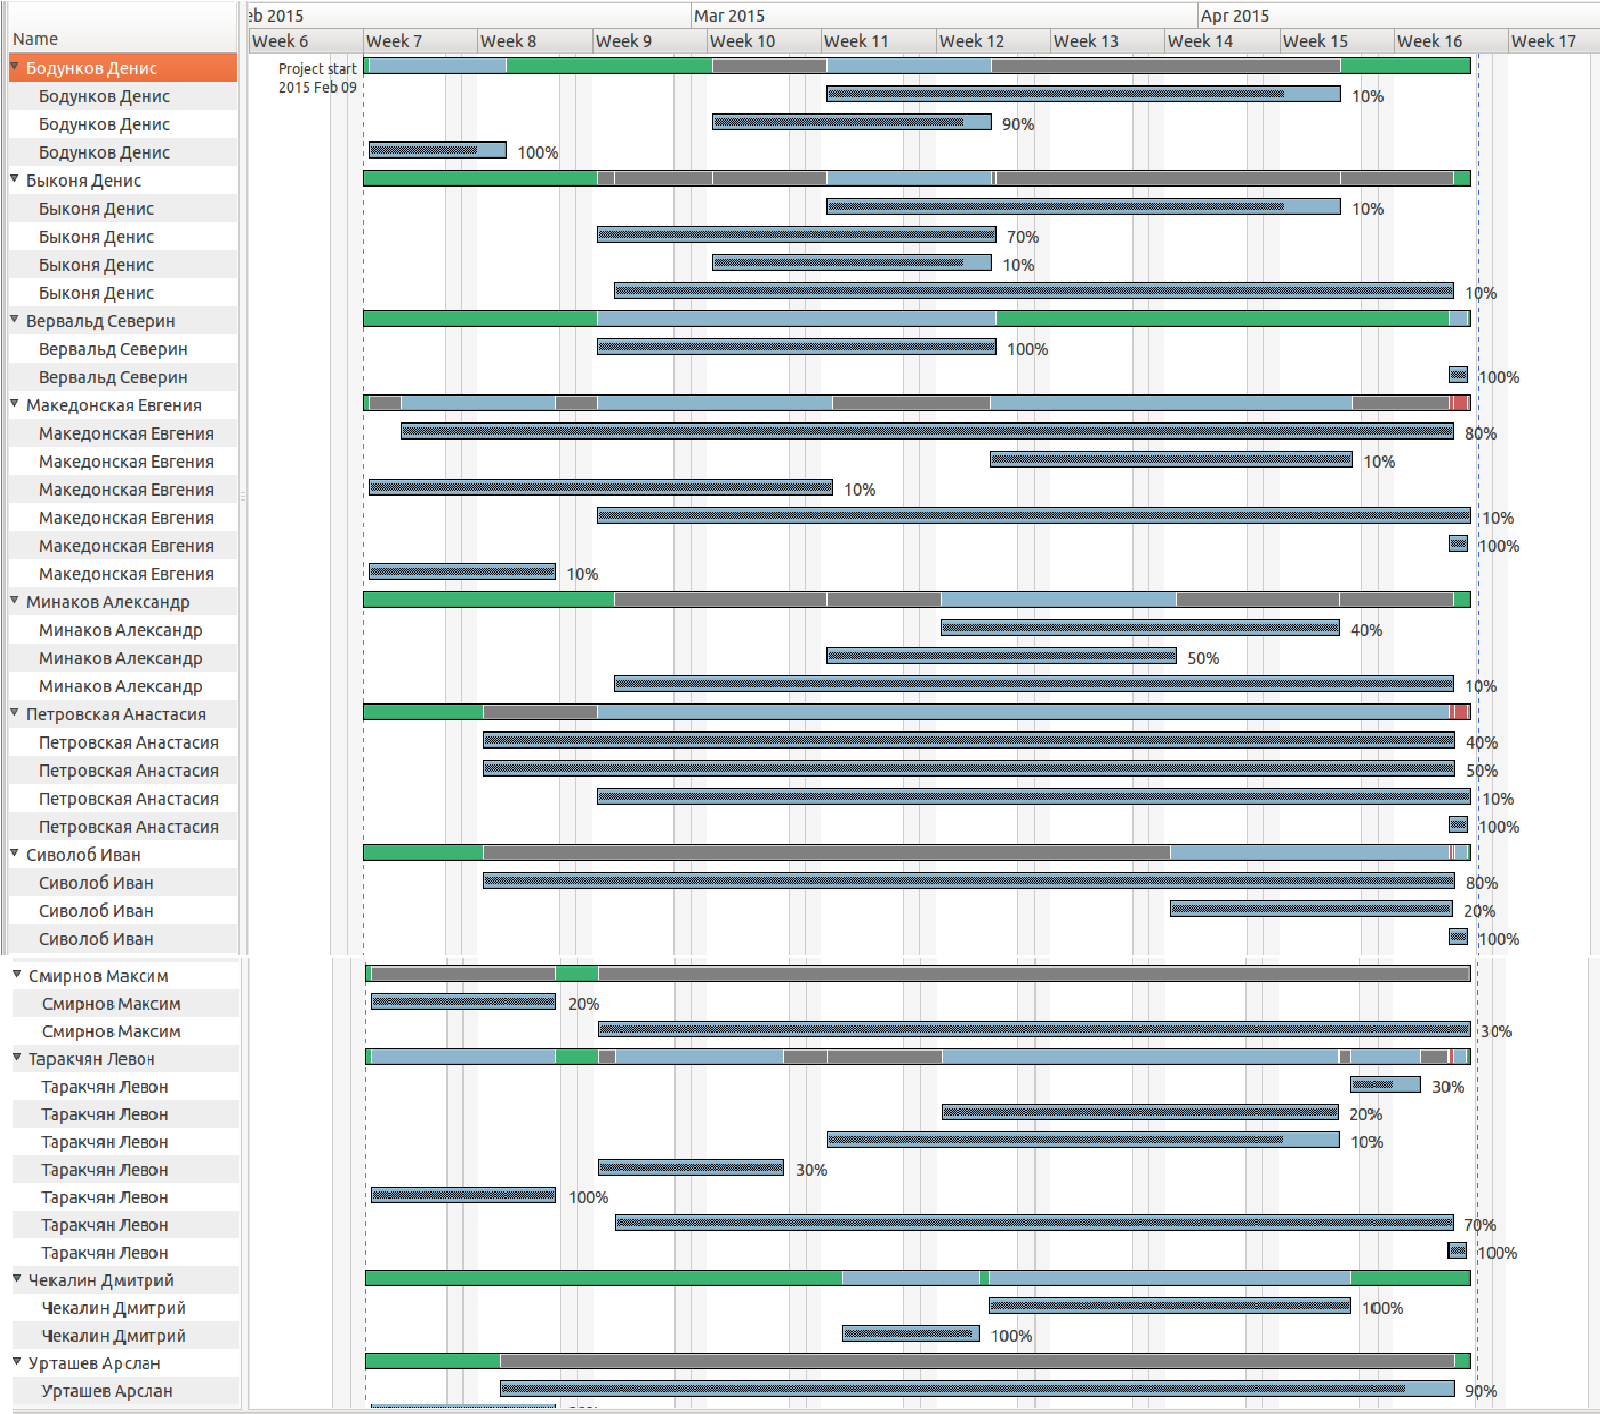 eb 2015 Mar 2015 Apr 2015
Name
Week 6 Week 7 Week 8 Week 9 Week 10 Week 11 Week 12 Week 13 Week 14 Week 15 Week 16 Week 17
Бодунков Денис
Project start
2015 Feb 09
Бодунков Денис 10%
Бодунков Денис 90%
Бодунков Денис 100%
Быконя Денис
Быконя Денис 10%
Быконя Денис 70%
Быконя Денис 10%
Быконя Денис 10%
Вервальд Северин
Вервальд Северин 100%
Вервальд Северин 100%
Македонская Евгения
Македонская Евгения 80%
Македонская Евгения 10%
Македонская Евгения 10%
Македонская Евгения 10%
Македонская Евгения 100%
Македонская Евгения 10%
Минаков Александр
Минаков Александр 40%
Минаков Александр 50%
Минаков Александр 10%
Петровская Анастасия
Петровская Анастасия 40%
Петровская Анастасия 50%
Петровская Анастасия 10%
Петровская Анастасия 100%
Сиволоб Иван
Сиволоб Иван 80%
Сиволоб Иван 20%
Сиволоб Иван 100%
Смирнов Максим
Смирнов Максим 20%
Смирнов Максим 30%
Таракчян Левон
Таракчян Левон 30%
Таракчян Левон 20%
Таракчян Левон 10%
Таракчян Левон 30%
Таракчян Левон 100%
Таракчян Левон 70%
Таракчян Левон 100%
Чекалин Дмитрий
Чекалин Дмитрий 100%
Чекалин Дмитрий 100%
Урташев Арслан
Урташев Арслан 90%